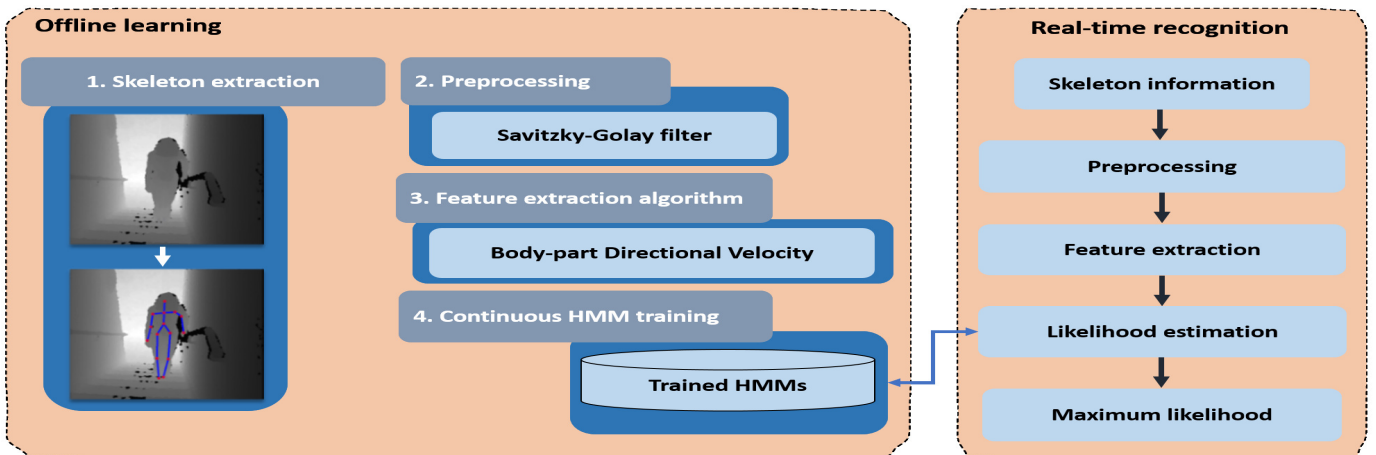 Offline learning
1. Skeleton extraction
2. Preprocessing
Savitzky-Golay filter
3. Feature extraction algorithm
Body-part Directional Velocity
4. Continuous HMM training
Trained HMMs
Real-time recognition
Skeleton information
Preprocessing
Feature extraction
Likelihood estimation
Maximum likelihood